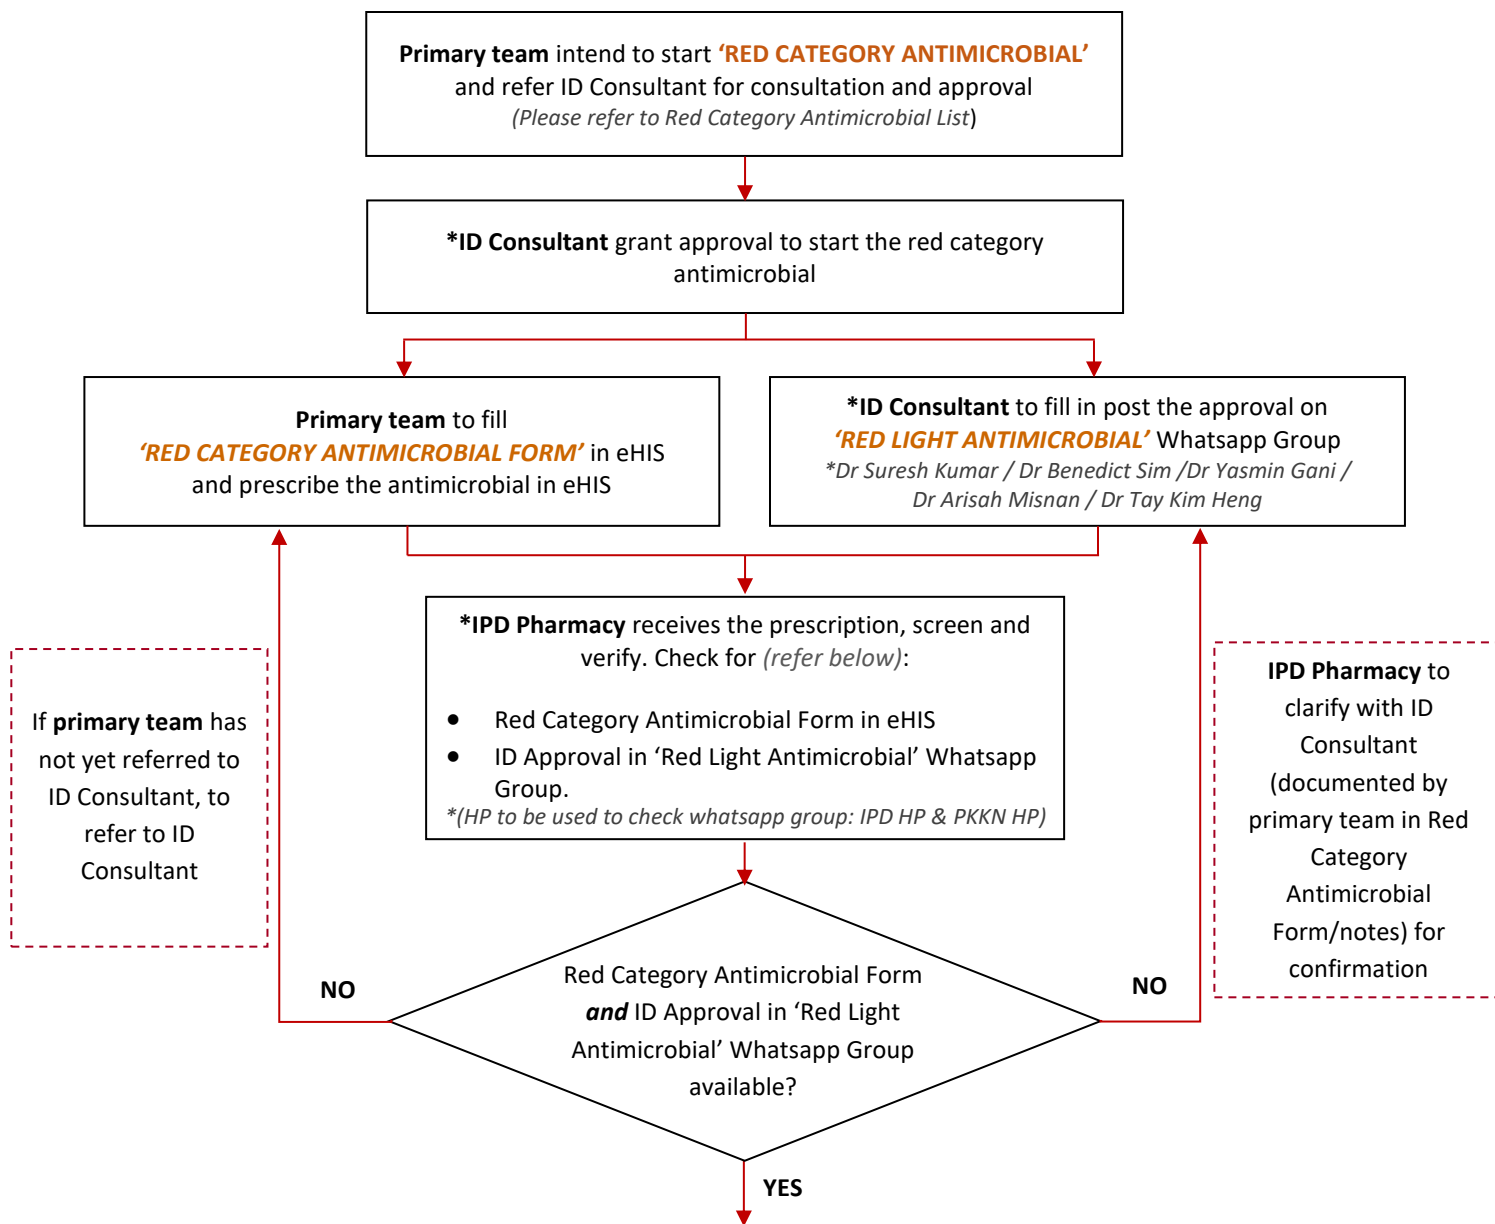 Primary team intend to start ‘RED CATEGORY ANTIMICROBIAL’
and refer ID Consultant for consultation and approval
(Please refer to Red Category Antimicrobial List)
*ID Consultant grant approval to start the red category
antimicrobial
Primary team to fill
‘RED CATEGORY ANTIMICROBIAL FORM’ in eHIS
and prescribe the antimicrobial in eHIS
*ID Consultant to fill in post the approval on
‘RED LIGHT ANTIMICROBIAL’ Whatsapp Group
*Dr Suresh Kumar / Dr Benedict Sim /Dr Yasmin Gani /
Dr Arisah Misnan / Dr Tay Kim Heng
*IPD Pharmacy receives the prescription, screen and
verify. Check for (refer below):
● Red Category Antimicrobial Form in eHIS
● ID Approval in ‘Red Light Antimicrobial’ Whatsapp
Group.
*(HP to be used to check whatsapp group: IPD HP & PKKN HP)
If primary team has
not yet referred to
ID Consultant, to
refer to ID
Consultant
IPD Pharmacy to
clarify with ID
Consultant
(documented by
primary team in Red
Category
Antimicrobial
Form/notes) for
confirmation
NO
Red Category Antimicrobial Form
and ID Approval in ‘Red Light
Antimicrobial’ Whatsapp Group
available?
NO
YES